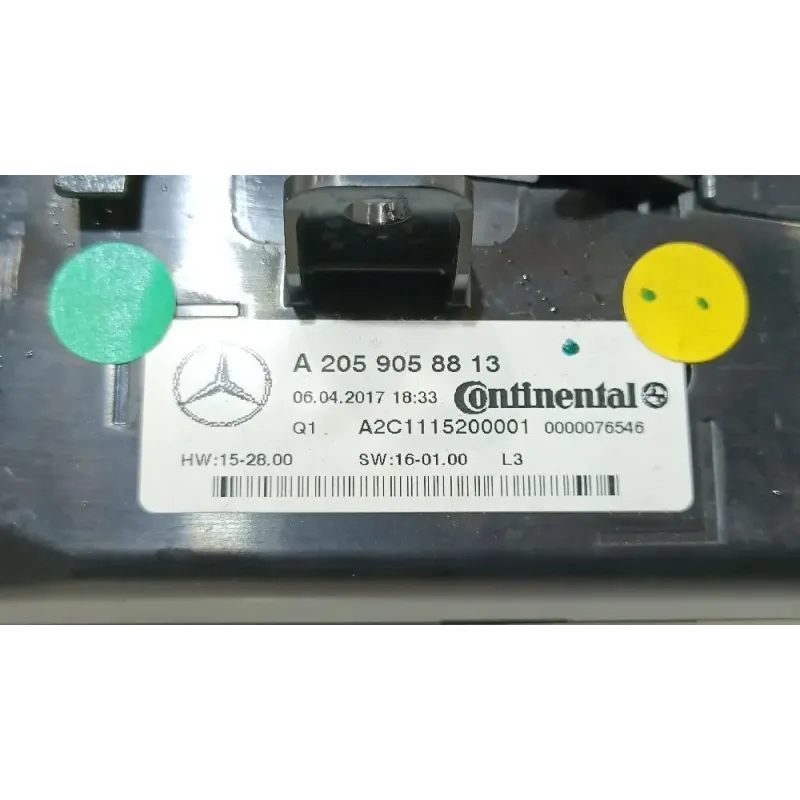 A 205 905 88 13
06.04.2017 18:33 Continental
Q1 A2C1115200001 0000076546
HW:15-28.00 SW:16-01.00 L3